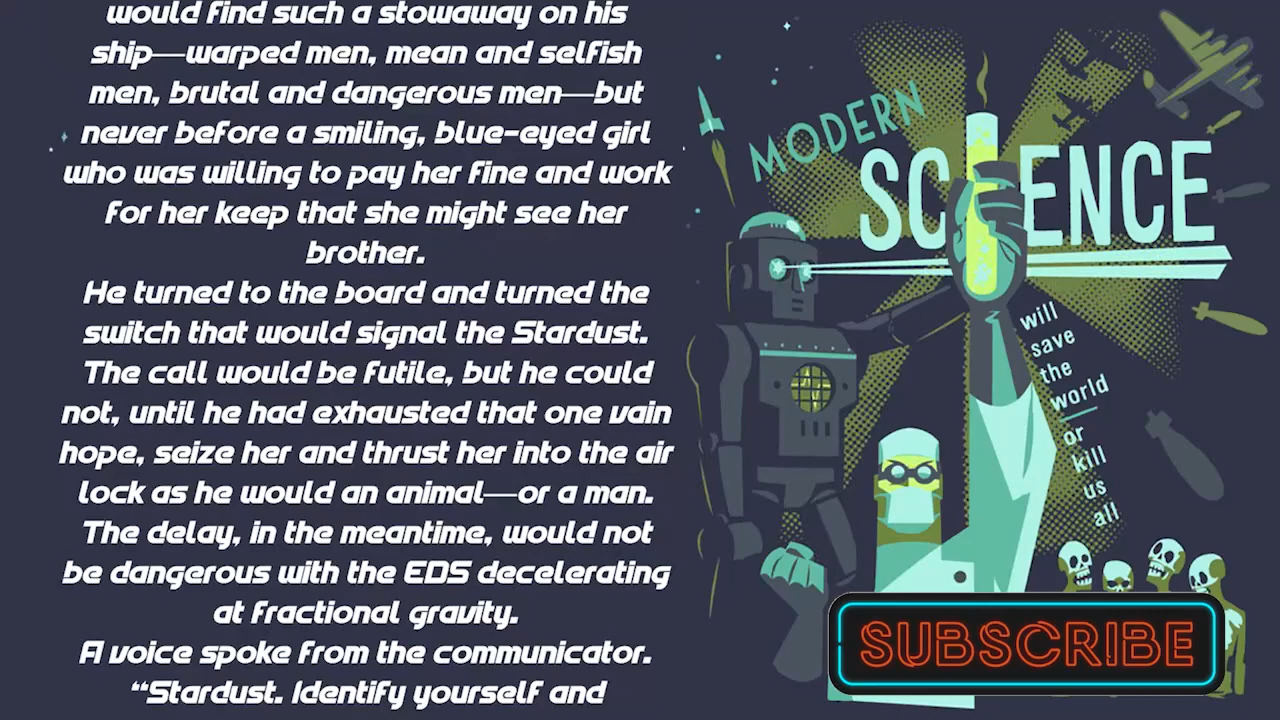 would find such a stowaway on his
ship—warped men, mean and selfish
men, brutal and dangerous men—but
never before a smiling, blue-eyed girl
who was willing to pay her fine and work
for her keep that she might see her
brother.
He turned to the board and turned the
switch that would signal the Stardust.
The call would be futile, but he could
not, until he had exhausted that one vain
hope, seize her and thrust her into the air
lock as he would an animal—or a man.
The delay, in the meantime, would not
be dangerous with the EDS decelerating
at fractional gravity.
A voice spoke from the communicator.
“Stardust. Identify yourself and
MODERN
SCIENCE
will
save
the
world
or
kill
us
all
SUBSCRIBE